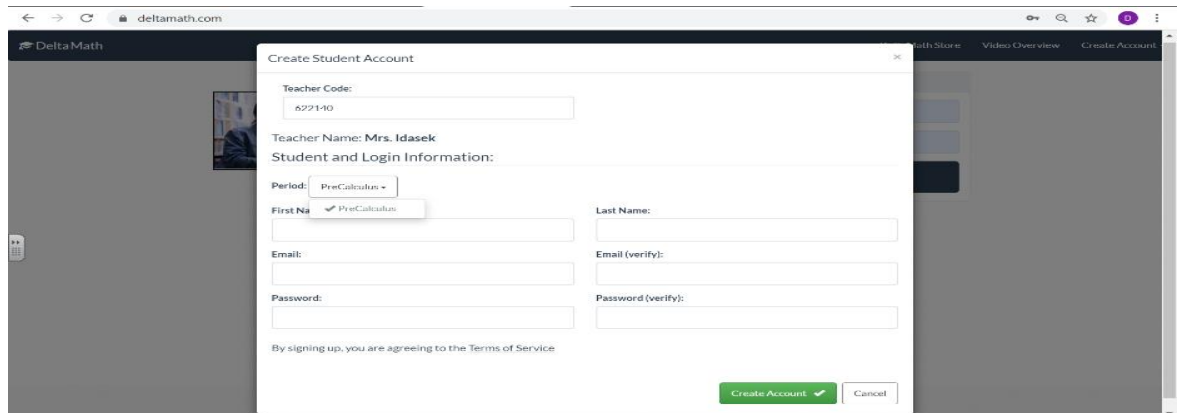 deltamath.com
D
DeltaMath
Math Store Video Overview Create Account
Create Student Account ×
Teacher Code:
622140
Teacher Name: Mrs. Idasek
Student and Login Information:
Period: PreCalculus
PreCalculus
First Na
Last Name:
Email:
Email (verify):
Password:
Password (verify):
By signing up, you are agreeing to the Terms of Service
Create Account
Cancel